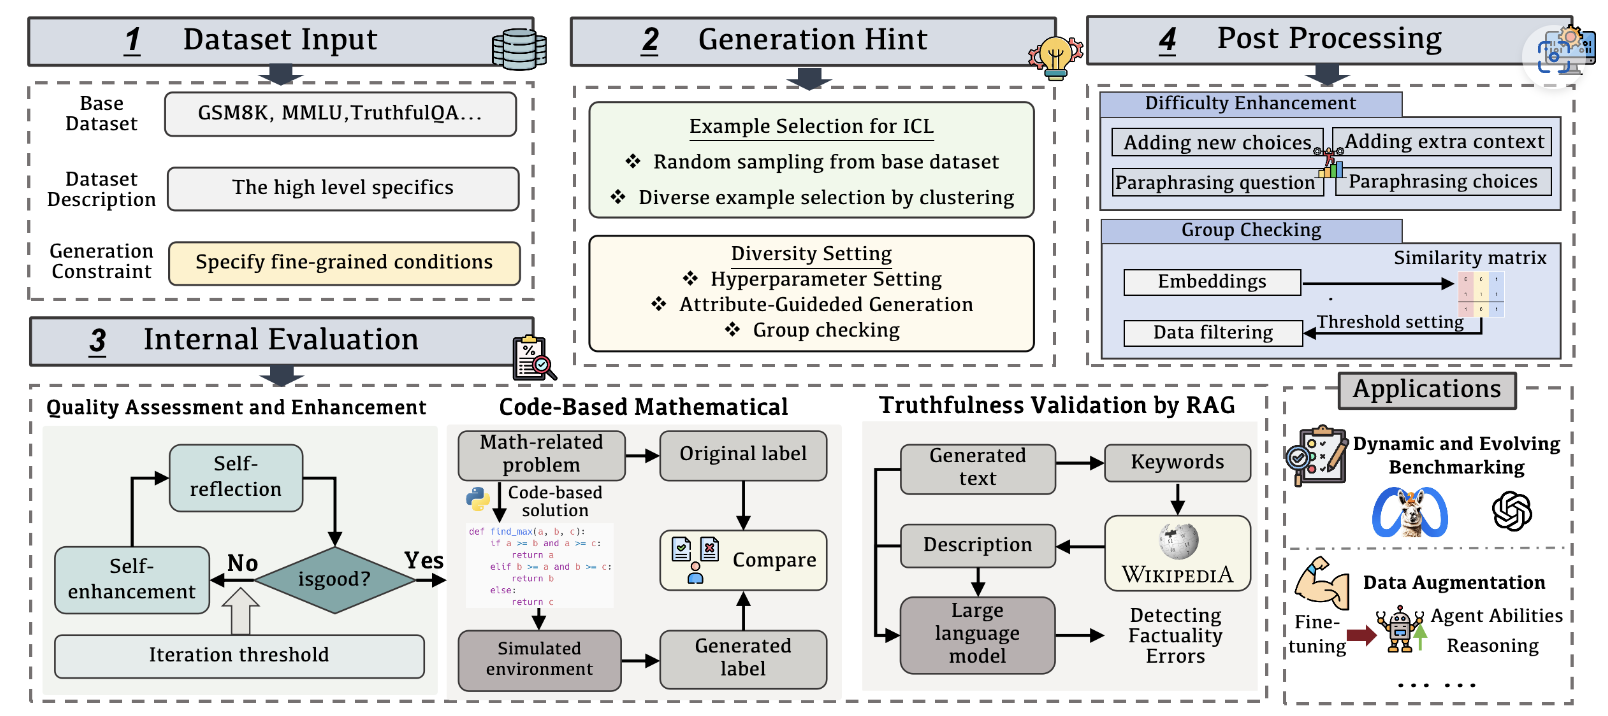 1 Dataset Input
Base
Dataset
GSM8K, MMLU,TruthfulQA...
Dataset
Description
The high level specifics
Generation
Constraint
Specify fine-grained conditions
2 Generation Hint
Example Selection for ICL
❖ Random sampling from base dataset
❖ Diverse example selection by clustering
Diversity Setting
❖ Hyperparameter Setting
❖ Attribute-Guideded Generation
❖ Group checking
4 Post Processing
Difficulty Enhancement
Adding new choices
Adding extra context
Paraphrasing question
Paraphrasing choices
Group Checking
Similarity matrix
Embeddings
Threshold setting
Data filtering
3 Internal Evaluation
Quality Assessment and Enhancement
Self-
reflection
Self-
enhancement
No
isgood?
Yes
Iteration threshold
Code-Based Mathematical
Math-related
problem
Original label
Code-based
solution
def find_max(a, b, c):
if a >= b and a >= c:
return a
elif b >= a and b >= c:
return b
else:
return c
Compare
Simulated
environment
Generated
label
Truthfulness Validation by RAG
Generated
text
Keywords
Description
WIKIPEDIA
Large
language
model
Detecting
Factuality
Errors
Applications
Dynamic and Evolving
Benchmarking
Data Augmentation
Fine-
tuning
Agent Abilities
Reasoning
... ...